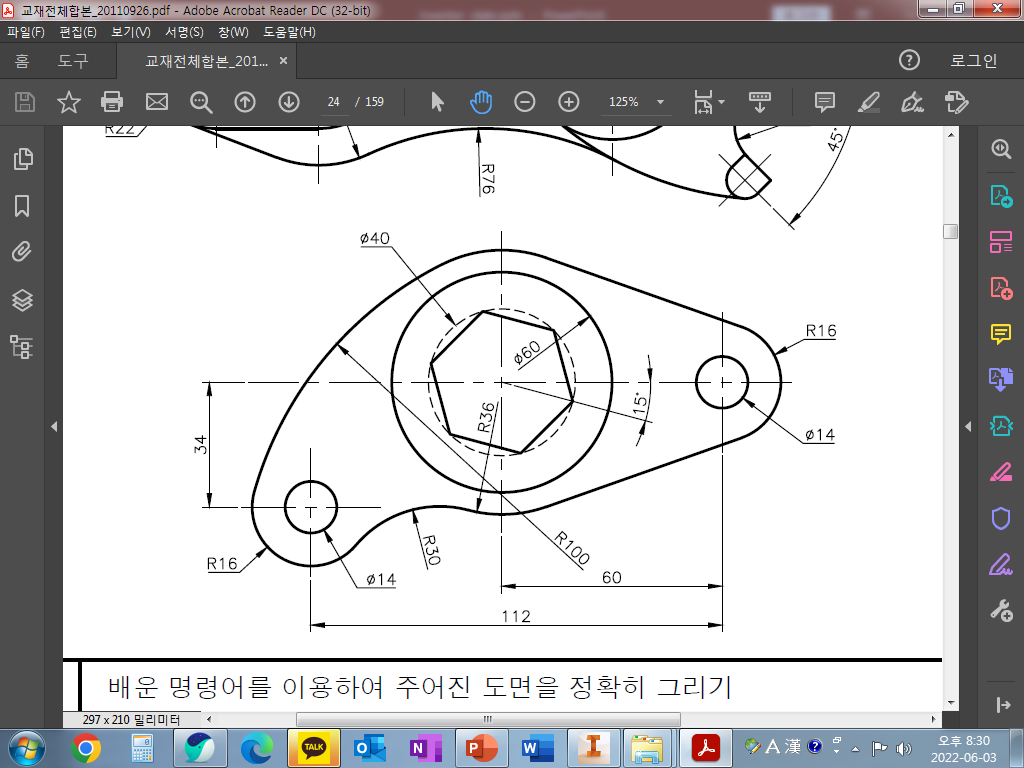 교재전체합본_20110926.pdf - Adobe Acrobat Reader DC (32-bit)
파일(F) 편집(E) 보기(V) 서명(S) 창(W) 도움말(H)
홈 도구 교재전체합본_201... × ? 로그인
24 / 159 125%
R22
R76
45°
ø40
R16
ø60
15°
R36
34
ø14
R100
R30
R16
ø14
60
112
배운 명령어를 이용하여 주어진 도면을 정확히 그리기
297 x 210 밀리미터
TALK
A 漢 ?
오후 8:30
2022-06-03